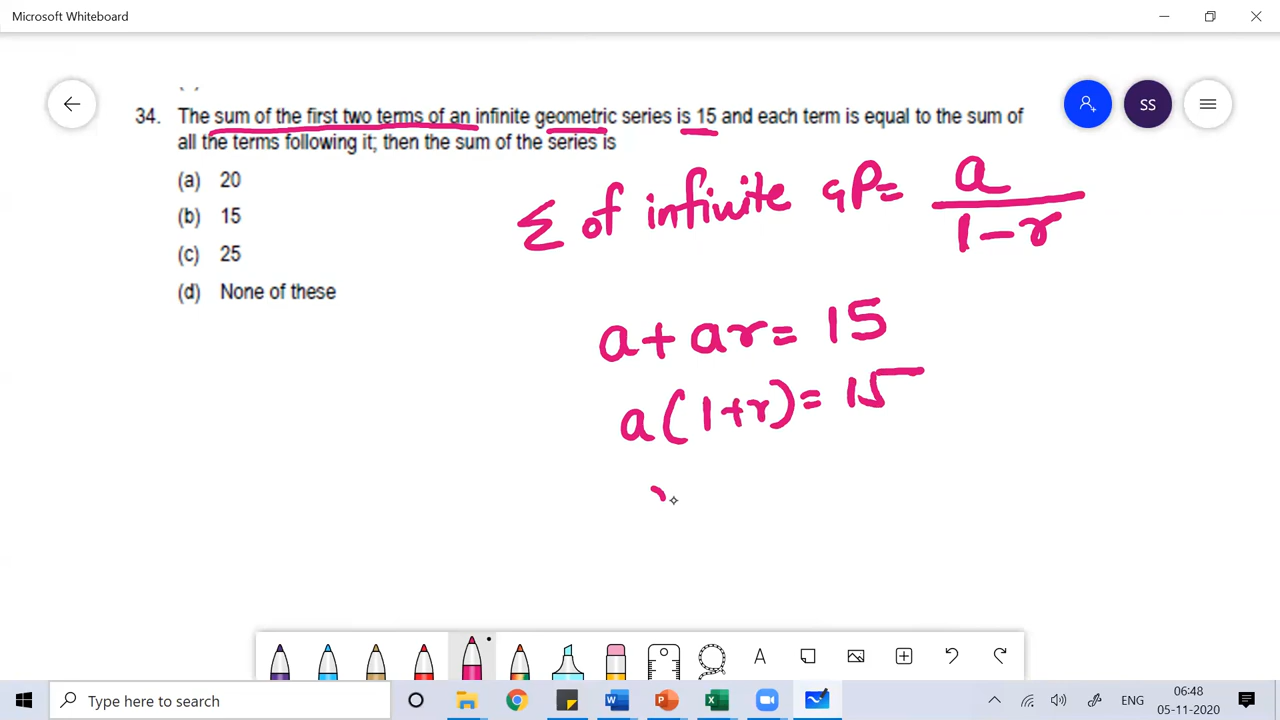 Microsoft Whiteboard
34. The sum of the first two terms of an infinite geometric series is 15 and each term is equal to the sum of
all the terms following it; then the sum of the series is
(a) 20
(b) 15
(c) 25
(d) None of these
SS
Σ of infinite GP = a / 1-r
a + ar = 15
a(1+r) = 15
A
Type here to search
ENG
06:48
05-11-2020